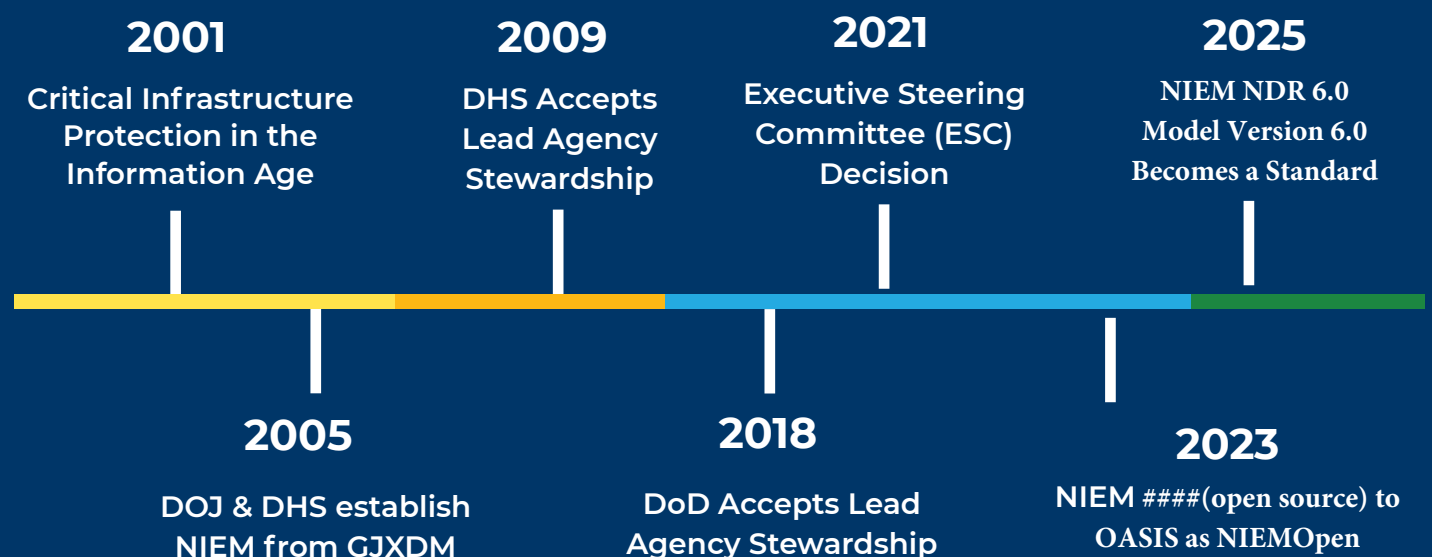 2001
Critical Infrastructure
Protection in the
Information Age
2009
DHS Accepts
Lead Agency
Stewardship
2021
Executive Steering
Committee (ESC)
Decision
2025
NIEM NDR 6.0
Model Version 6.0
Becomes a Standard
2005
DOJ & DHS establish
NIEM from GJXDM
2018
DoD Accepts Lead
Agency Stewardship
2023
NIEM ####(open source) to
OASIS as NIEMOpen